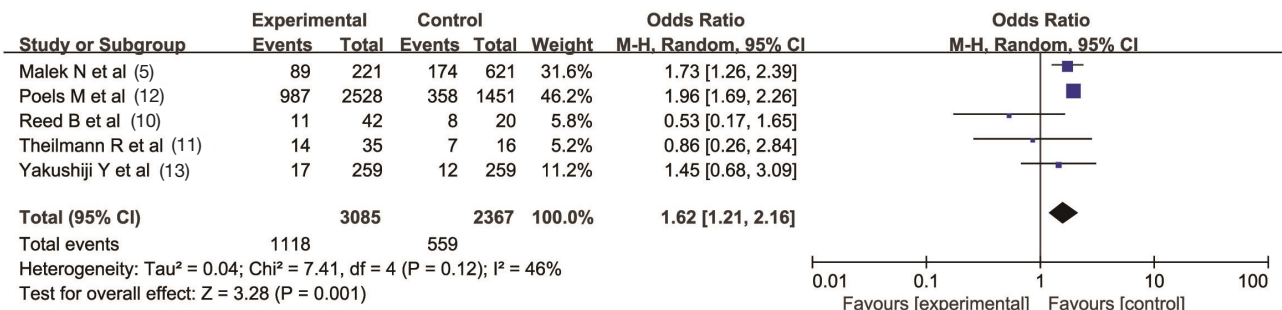 Experimental Control Odds Ratio Odds Ratio
Study or Subgroup Events Total Events Total Weight M-H, Random, 95% CI M-H, Random, 95% CI
Malek N et al (5) 89 221 174 621 31.6% 1.73 [1.26, 2.39]
Poels M et al (12) 987 2528 358 1451 46.2% 1.96 [1.69, 2.26]
Reed B et al (10) 11 42 8 20 5.8% 0.53 [0.17, 1.65]
Theilmann R et al (11) 14 35 7 16 5.2% 0.86 [0.26, 2.84]
Yakushiji Y et al (13) 17 259 12 259 11.2% 1.45 [0.68, 3.09]
Total (95% CI) 3085 2367 100.0% 1.62 [1.21, 2.16]
Total events 1118 559
Heterogeneity: Tau² = 0.04; Chi² = 7.41, df = 4 (P = 0.12); I² = 46%
Test for overall effect: Z = 3.28 (P = 0.001)
0.01 0.1 1 10 100
Favours [experimental] Favours [control]